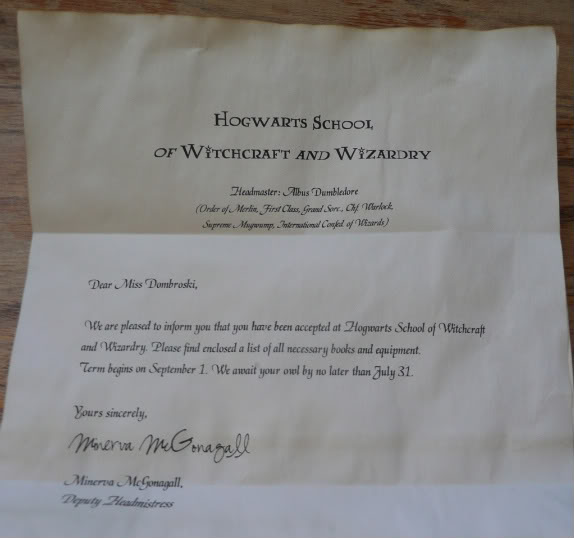 Hogwarts School
of Witchcraft and Wizardry
Headmaster: Albus Dumbledore
(Order of Merlin, First Class, Grand Sorc., Chf. Warlock,
Supreme Mugwump, International Confed. of Wizards)
Dear Miss Dombroski,
We are pleased to inform you that you have been accepted at Hogwarts School of Witchcraft
and Wizardry. Please find enclosed a list of all necessary books and equipment.
Term begins on September 1. We await your owl by no later than July 31.
Yours sincerely,
Minerva McGonagall
Minerva McGonagall,
Deputy Headmistress